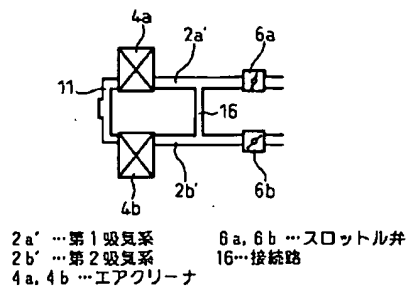 4a
2a′
6a
11
16
4b
2b′
6b
2a′ …第1吸気系
6a, 6b …スロットル弁
2b′ …第2吸気系
16…接続路
4a, 4b …エアクリーナ